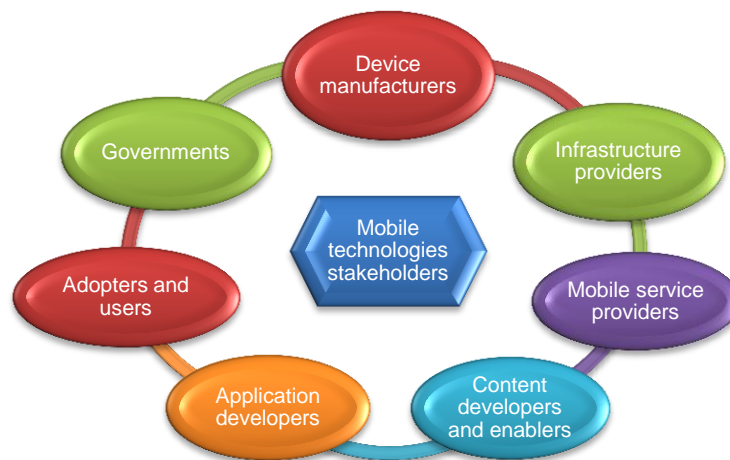 Device
manufacturers
Infrastructure
providers
Mobile service
providers
Content
developers
and enablers
Application
developers
Adopters and
users
Governments
Mobile
technologies
stakeholders